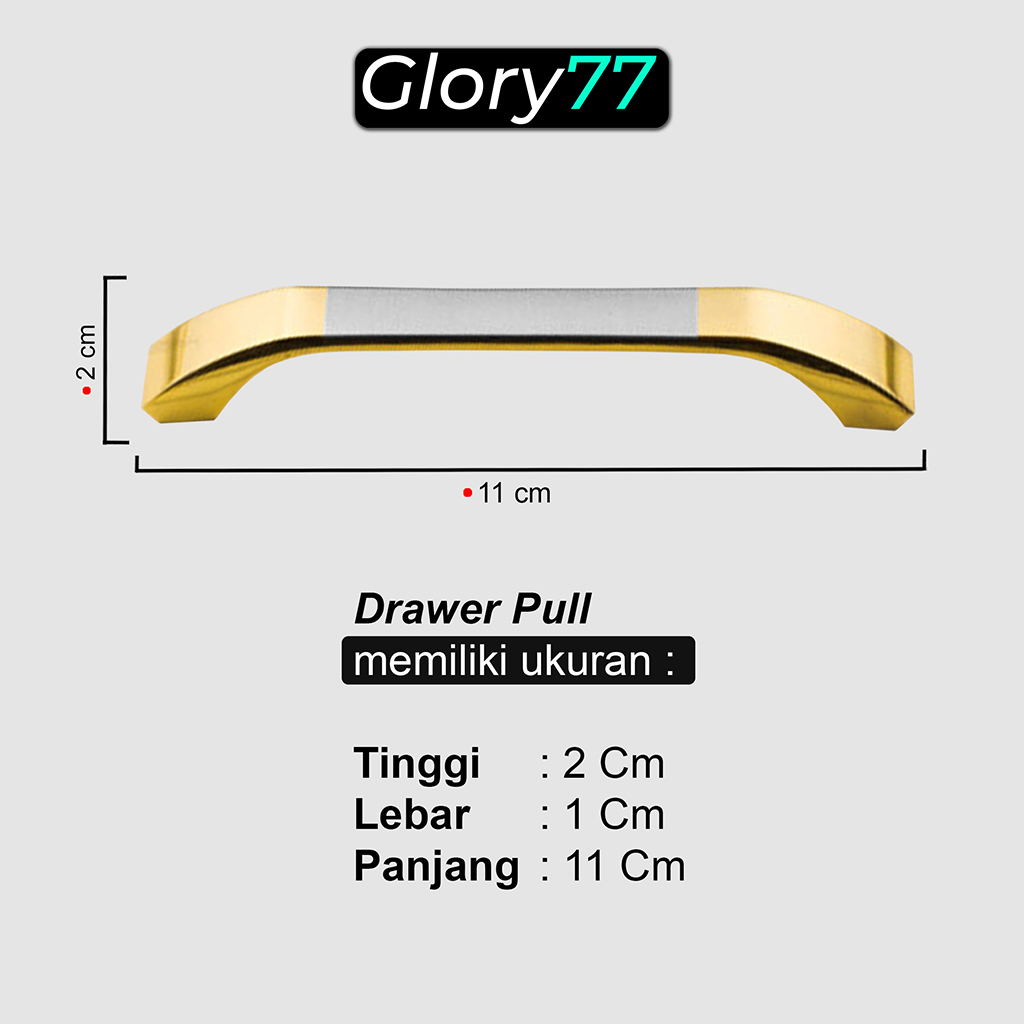 Glory77
• 2 cm
• 11 cm
Drawer Pull
memiliki ukuran :
Tinggi : 2 Cm
Lebar : 1 Cm
Panjang : 11 Cm